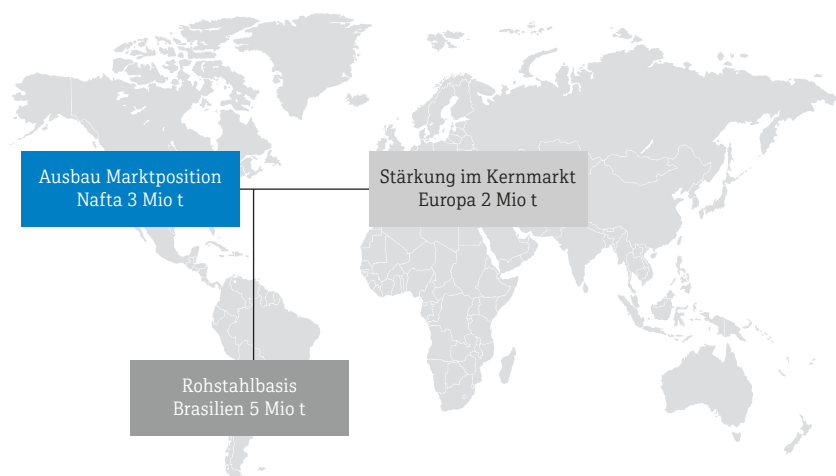 Ausbau Marktposition
Nafta 3 Mio t
Stärkung im Kernmarkt
Europa 2 Mio t
Rohstahlbasis
Brasilien 5 Mio t